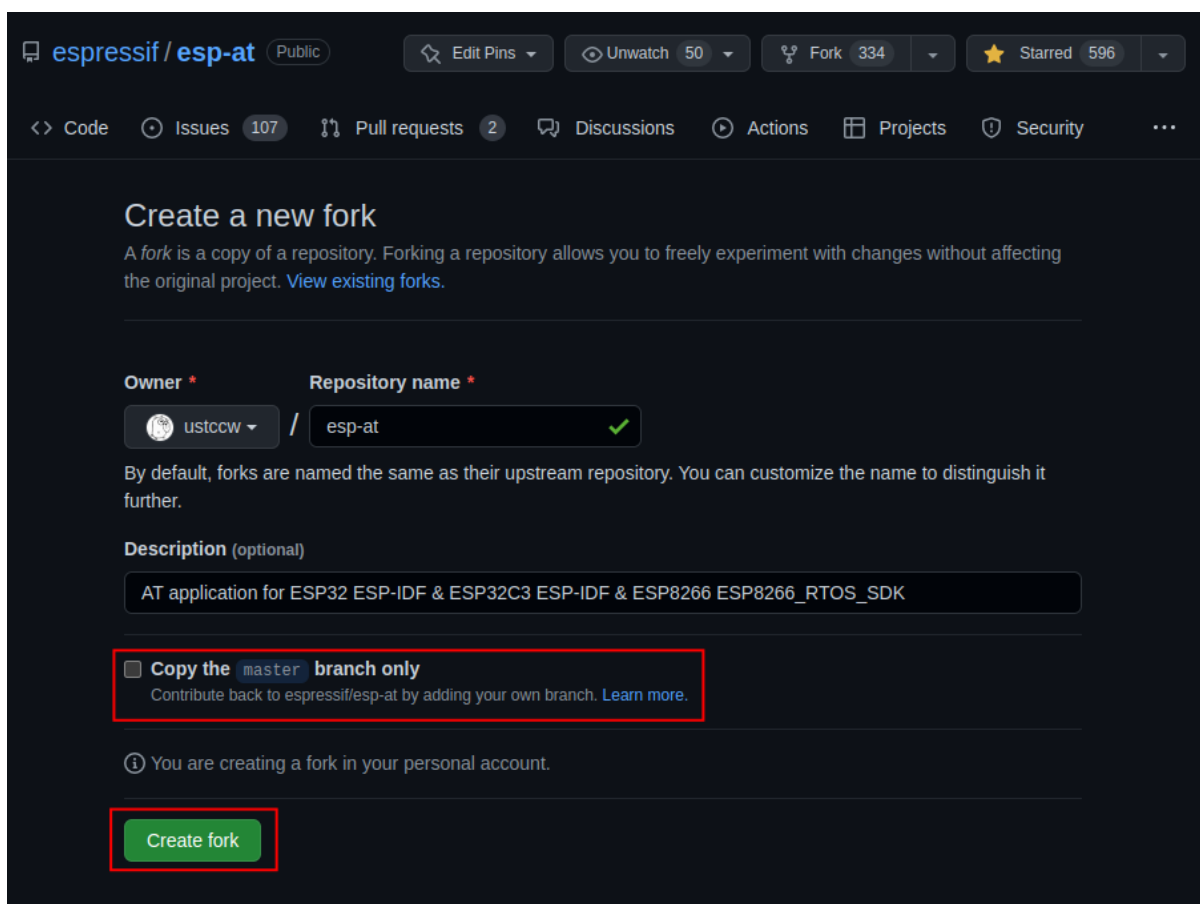 espressif / esp-at Public Edit Pins Unwatch 50 Fork 334 Starred 596
Code Issues 107 Pull requests 2 Discussions Actions Projects Security ...
Create a new fork
A fork is a copy of a repository. Forking a repository allows you to freely experiment with changes without affecting
the original project. View existing forks.
Owner * Repository name *
ustccw / esp-at
By default, forks are named the same as their upstream repository. You can customize the name to distinguish it
further.
Description (optional)
AT application for ESP32 ESP-IDF & ESP32C3 ESP-IDF & ESP8266 ESP8266_RTOS_SDK
Copy the master branch only
Contribute back to espressif/esp-at by adding your own branch. Learn more.
You are creating a fork in your personal account.
Create fork